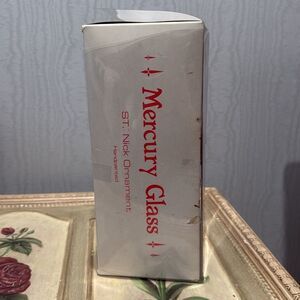 Mercury Glass
ST. Nick Ornament
Handpainted